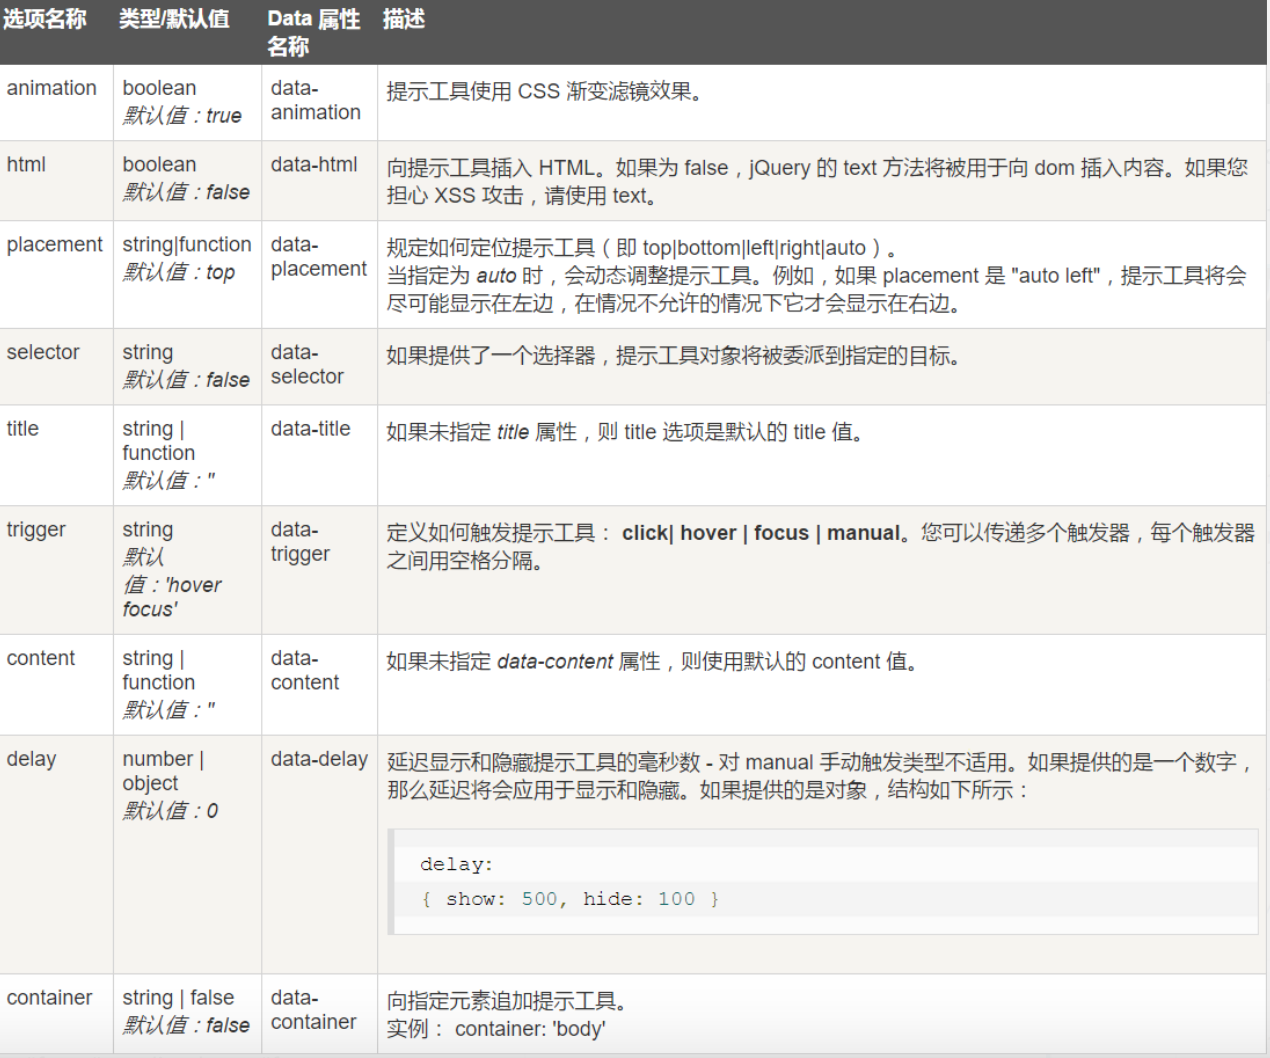 选项名称 类型/默认值 Data 属性 描述
名称
animation boolean data- 提示工具使用 CSS 渐变滤镜效果。
默认值：true animation
html boolean data-html 向提示工具插入 HTML。如果为 false，jQuery 的 text 方法将被用于向 dom 插入内容。如果您
默认值：false 担心 XSS 攻击，请使用 text。
placement string|function data- 规定如何定位提示工具（即 top|bottom|left|right|auto）。
默认值：top placement 当指定为 auto 时，会动态调整提示工具。例如，如果 placement 是 "auto left"，提示工具将会
尽可能显示在左边，在情况不允许的情况下它才会显示在右边。
selector string data- 如果提供了一个选择器，提示工具对象将被委派到指定的目标。
默认值：false selector
title string | data-title 如果未指定 title 属性，则 title 选项是默认的 title 值。
function
默认值：''
trigger string data- 定义如何触发提示工具： click| hover | focus | manual。您可以传递多个触发器，每个触发器
默认 trigger 之间用空格分隔。
值：'hover
focus'
content string | data- 如果未指定 data-content 属性，则使用默认的 content 值。
function content
默认值：''
delay number | data-delay 延迟显示和隐藏提示工具的毫秒数 - 对 manual 手动触发类型不适用。如果提供的是一个数字，
object 那么延迟将会应用于显示和隐藏。如果提供的是对象，结构如下所示：
默认值：0
delay:
{ show: 500, hide: 100 }
container string | false data- 向指定元素追加提示工具。
默认值：false container 实例： container: 'body'